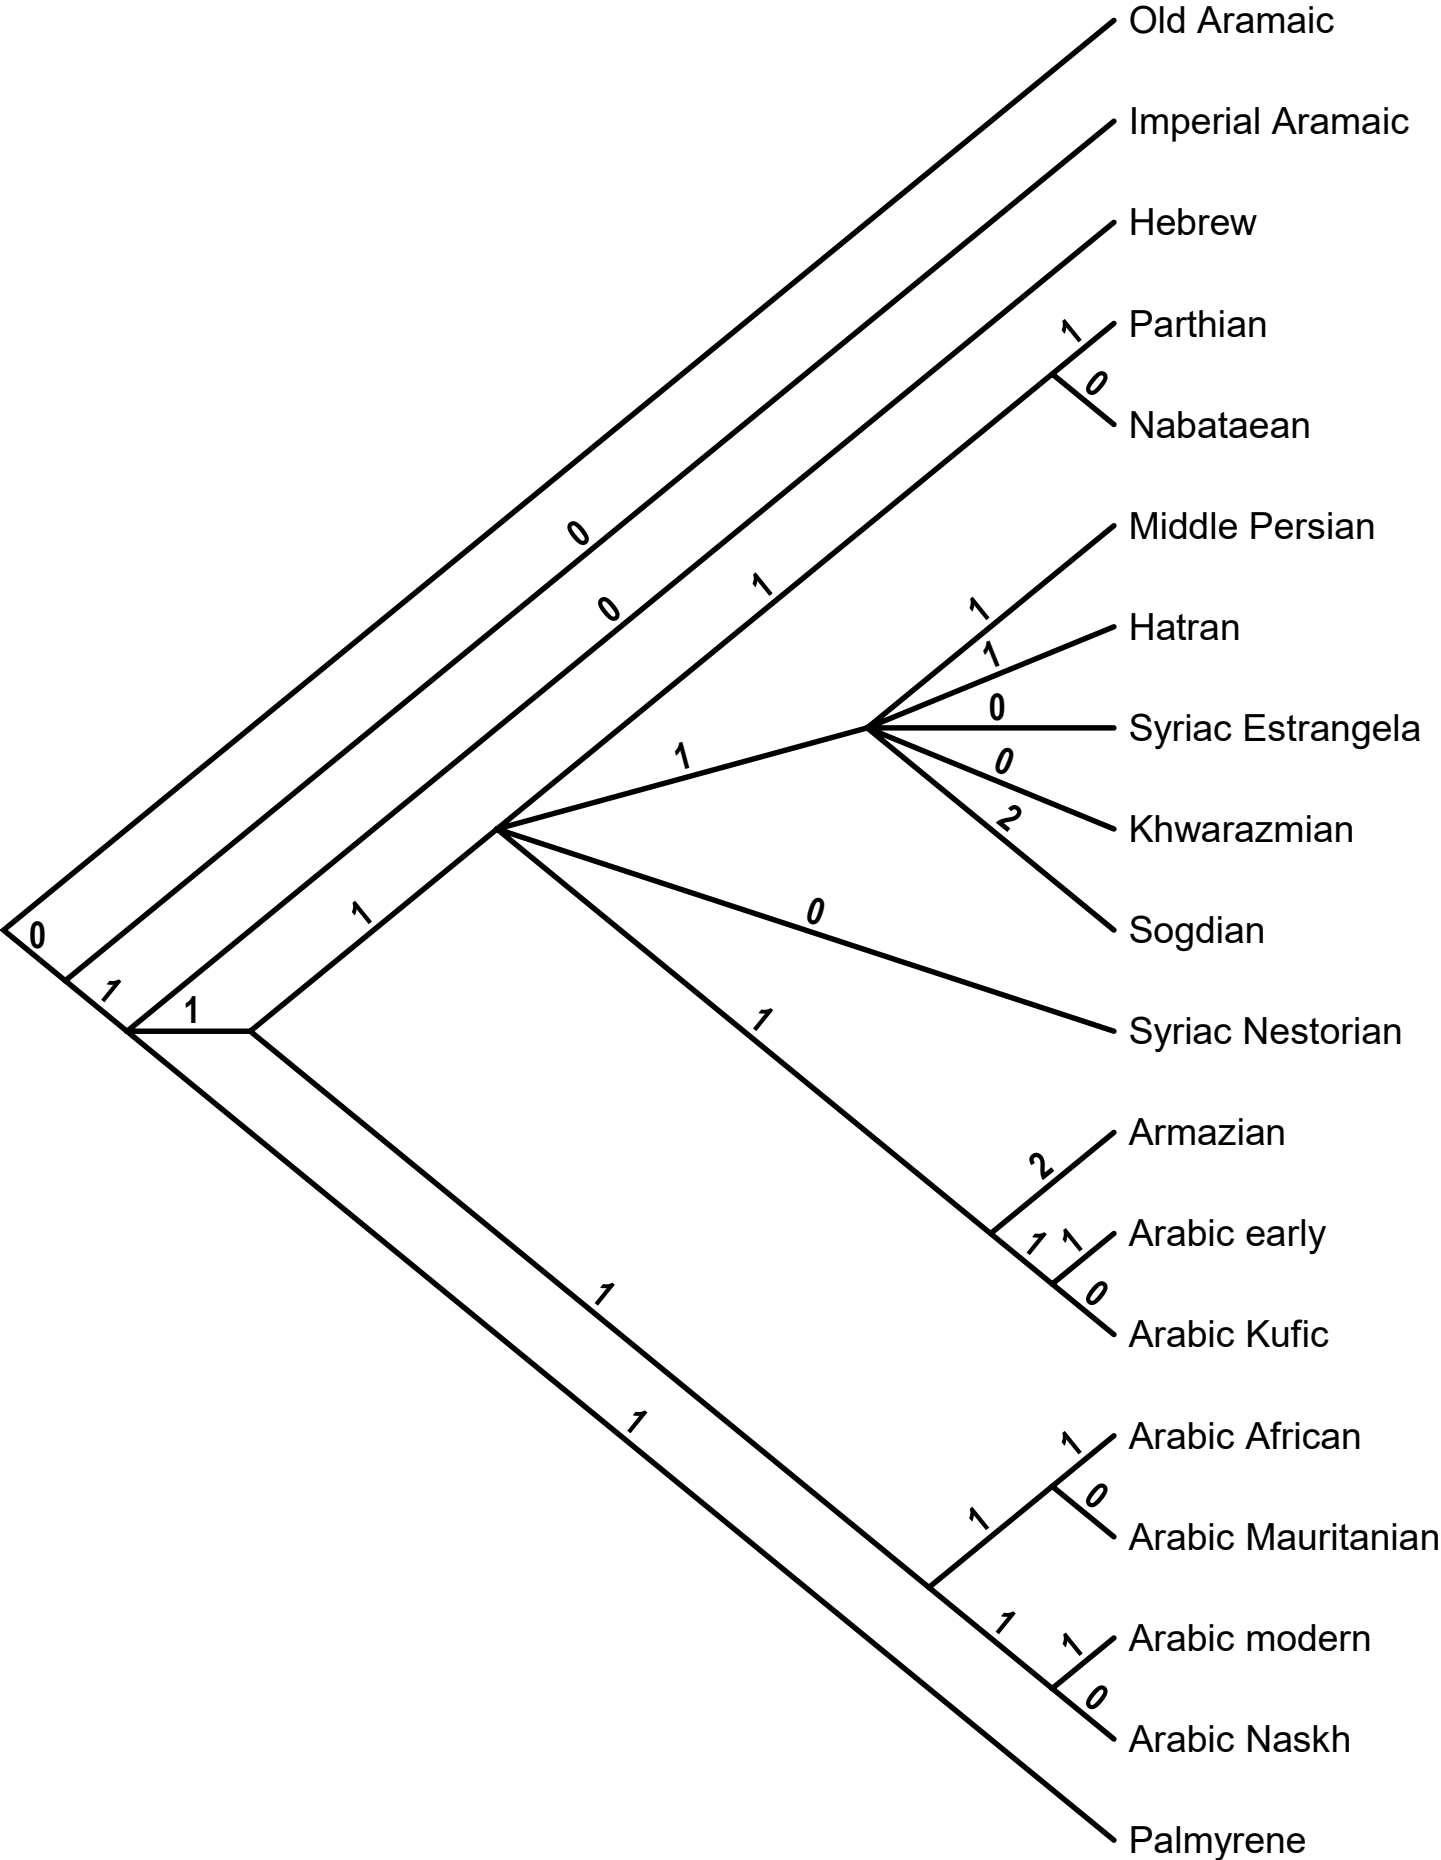 Old Aramaic
Imperial Aramaic
Hebrew
1 Parthian
0
Nabataean
Middle Persian
0
1
1
Hatran
0
1
0
Syriac Estrangela
1
0
Khwarazmian
2
1
0
Sogdian
0
1
1
1
Syriac Nestorian
Armazian
2
Arabic early
1
1
1
0
Arabic Kufic
1
1
Arabic African
0
1
Arabic Mauritanian
1
1
Arabic modern
0
Arabic Naskh
Palmyrene